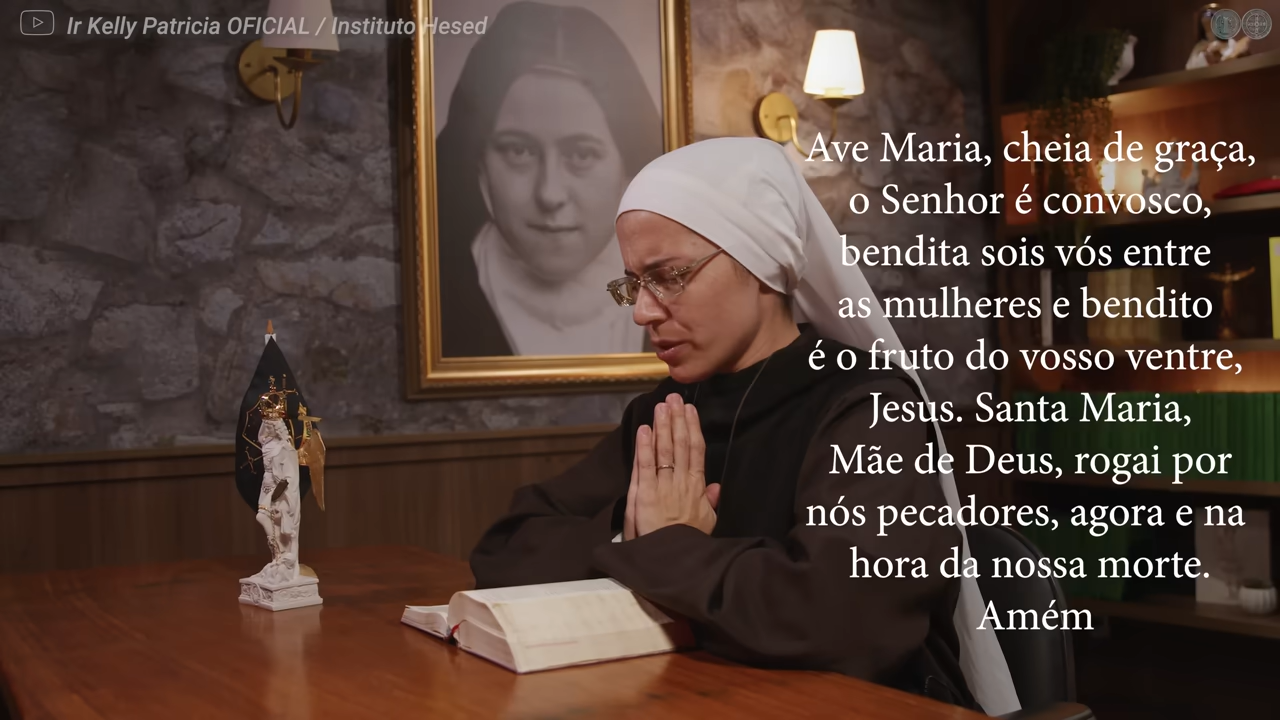 Ir Kelly Patricia OFICIAL / Instituto Hesed
Ave Maria, cheia de graça,
o Senhor é convosco,
bendita sois vós entre
as mulheres e bendito
é o fruto do vosso ventre,
Jesus. Santa Maria,
Mãe de Deus, rogai por
nós pecadores, agora e na
hora da nossa morte.
Amém